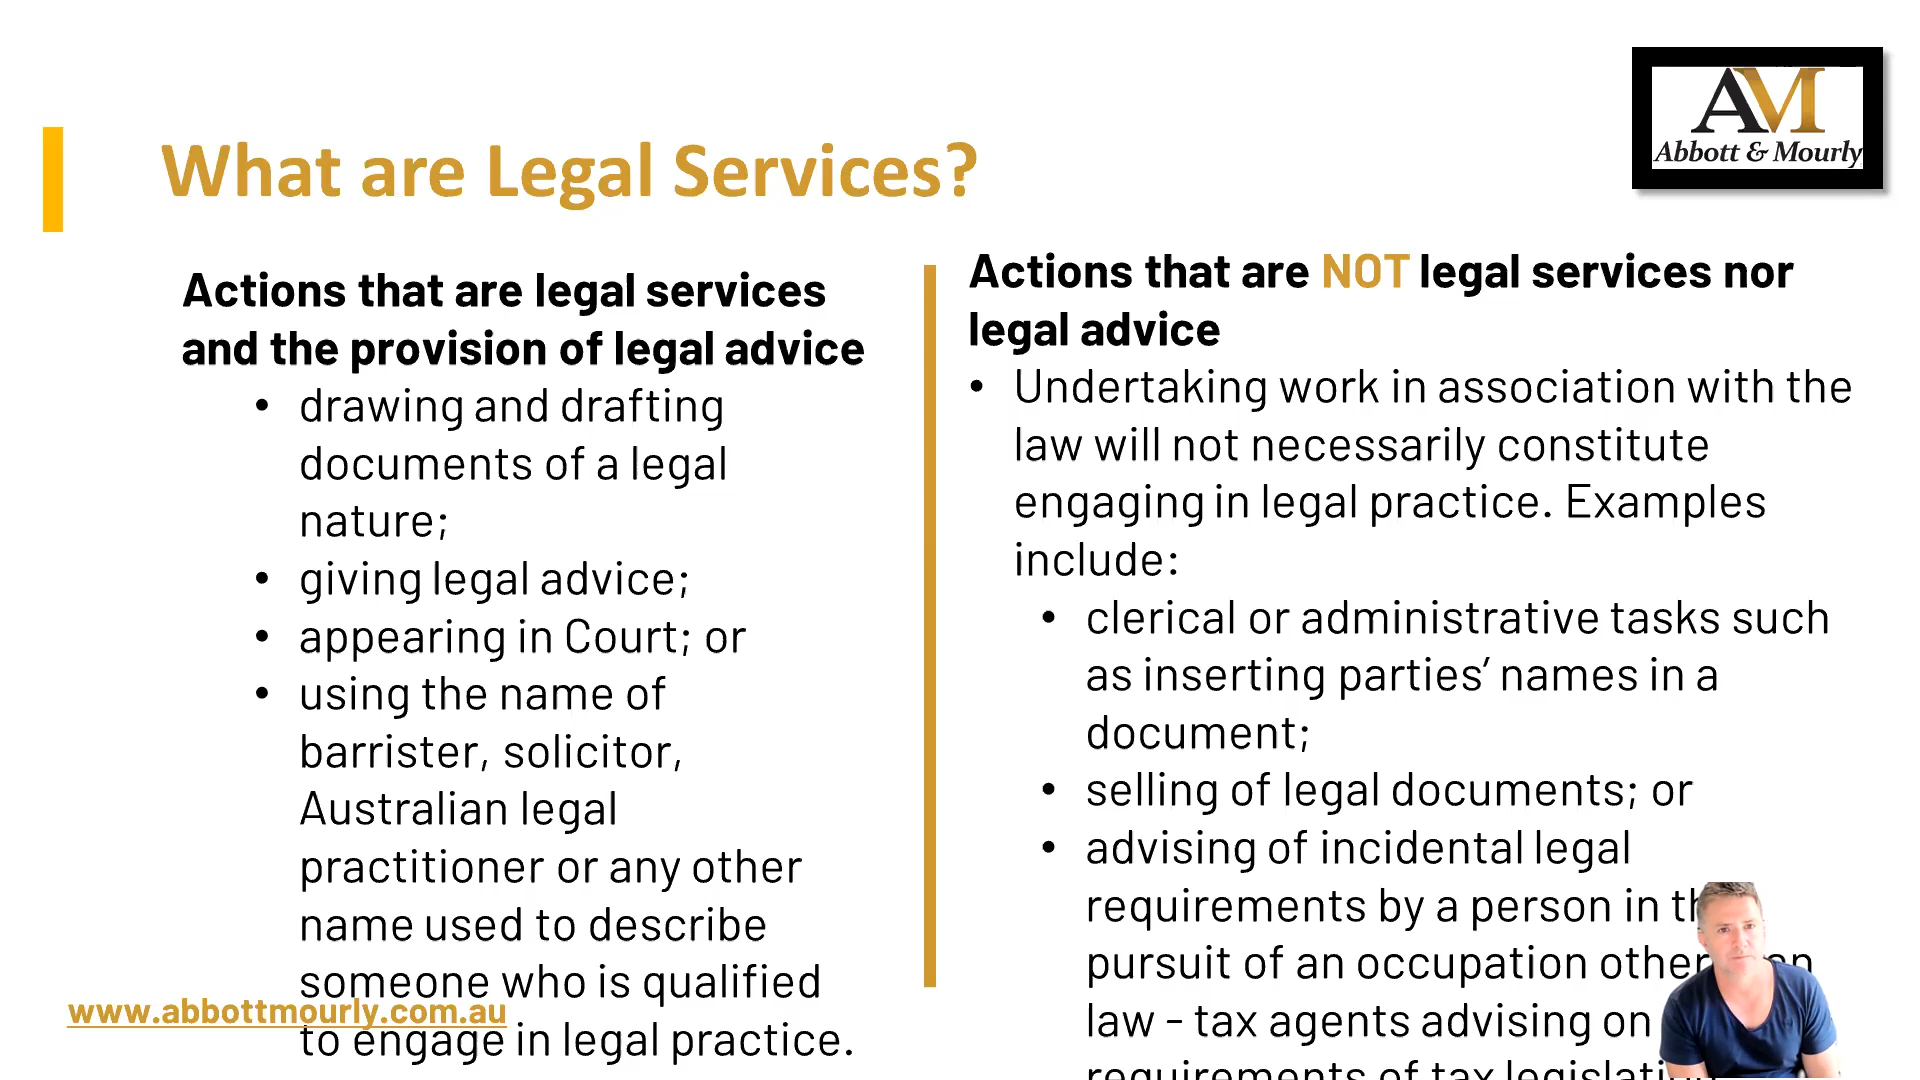 AM
Abbott & Mourly
What are Legal Services?
Actions that are legal services
and the provision of legal advice
• drawing and drafting
documents of a legal
nature;
• giving legal advice;
• appearing in Court; or
• using the name of
barrister, solicitor,
Australian legal
practitioner or any other
name used to describe
someone who is qualified
to engage in legal practice.
www.abbottmourly.com.au
Actions that are NOT legal services nor
legal advice
• Undertaking work in association with the
law will not necessarily constitute
engaging in legal practice. Examples
include:
• clerical or administrative tasks such
as inserting parties’ names in a
document;
• selling of legal documents; or
• advising of incidental legal
requirements by a person in
pursuit of an occupation other
law - tax agents advising on
requirements of tax